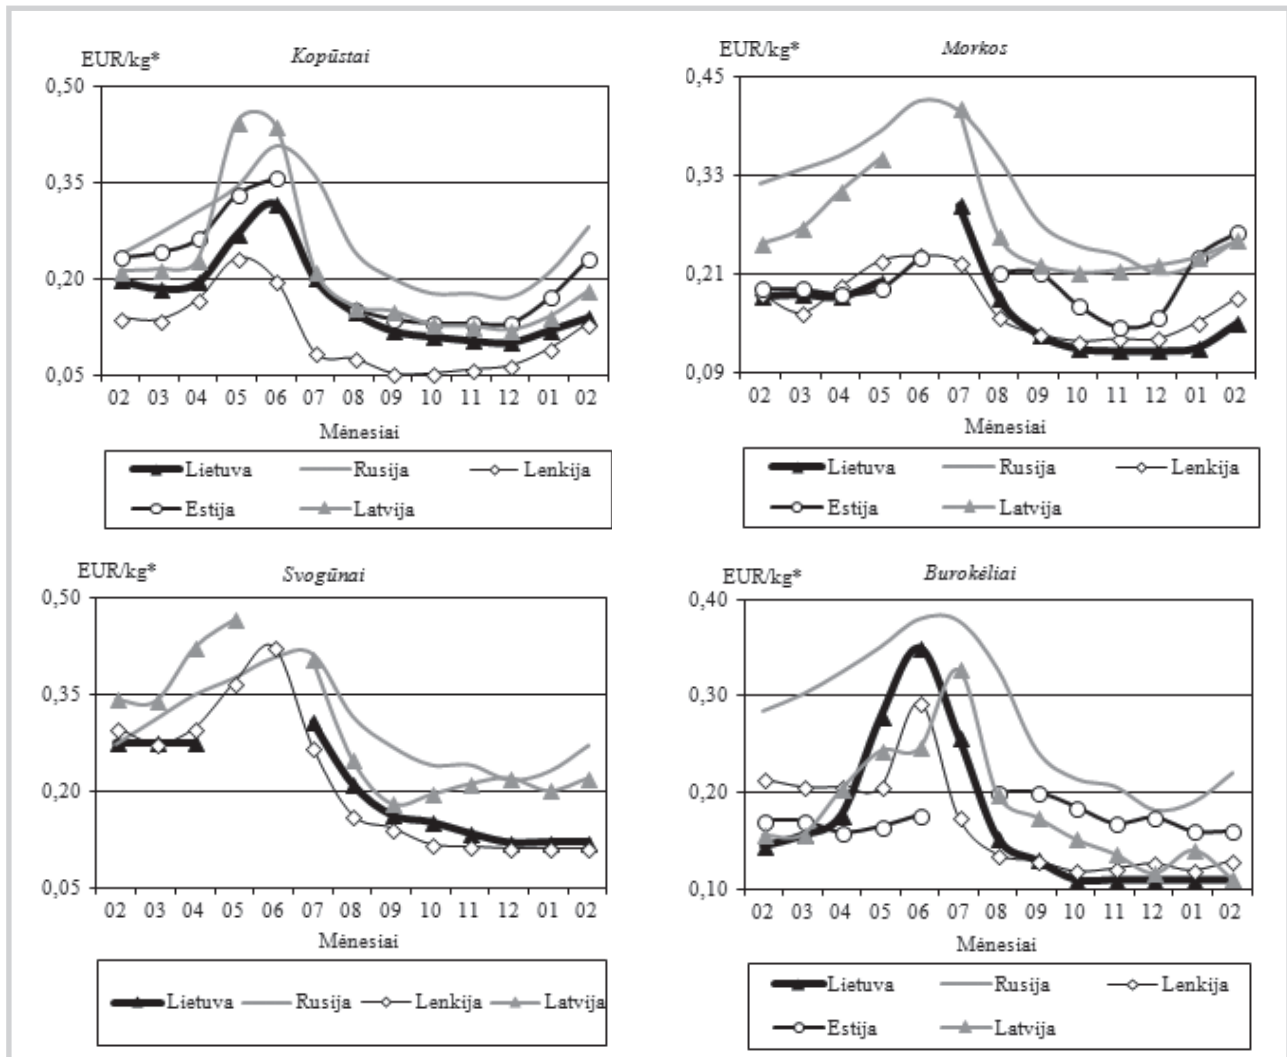 EUR/kg*
Kopūstai
0,50
0,35
0,20
0,05
02 03 04 05 06 07 08 09 10 11 12 01 02
Mėnesiai
Lietuva Rusija Lenkija
Estija Latvija
EUR/kg*
Morkos
0,45
0,33
0,21
0,09
02 03 04 05 06 07 08 09 10 11 12 01 02
Mėnesiai
Lietuva Rusija Lenkija
Estija Latvija
EUR/kg*
Svogūnai
0,50
0,35
0,20
0,05
02 03 04 05 06 07 08 09 10 11 12 01 02
Mėnesiai
Lietuva Rusija Lenkija Latvija
EUR/kg*
Burokėliai
0,40
0,30
0,20
0,10
02 03 04 05 06 07 08 09 10 11 12 01 02
Mėnesiai
Lietuva Rusija Lenkija
Estija Latvija